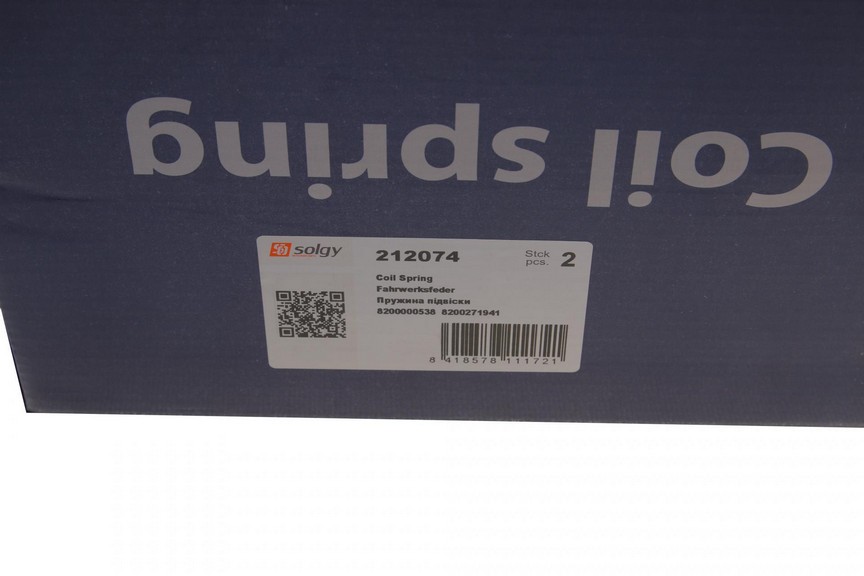 Coil spring
solgy
212074
Stck
pcs. 2
Coil Spring
Fahrwerksfeder
Пружина підвіски
8200000538 8200271941
8 418578 111721